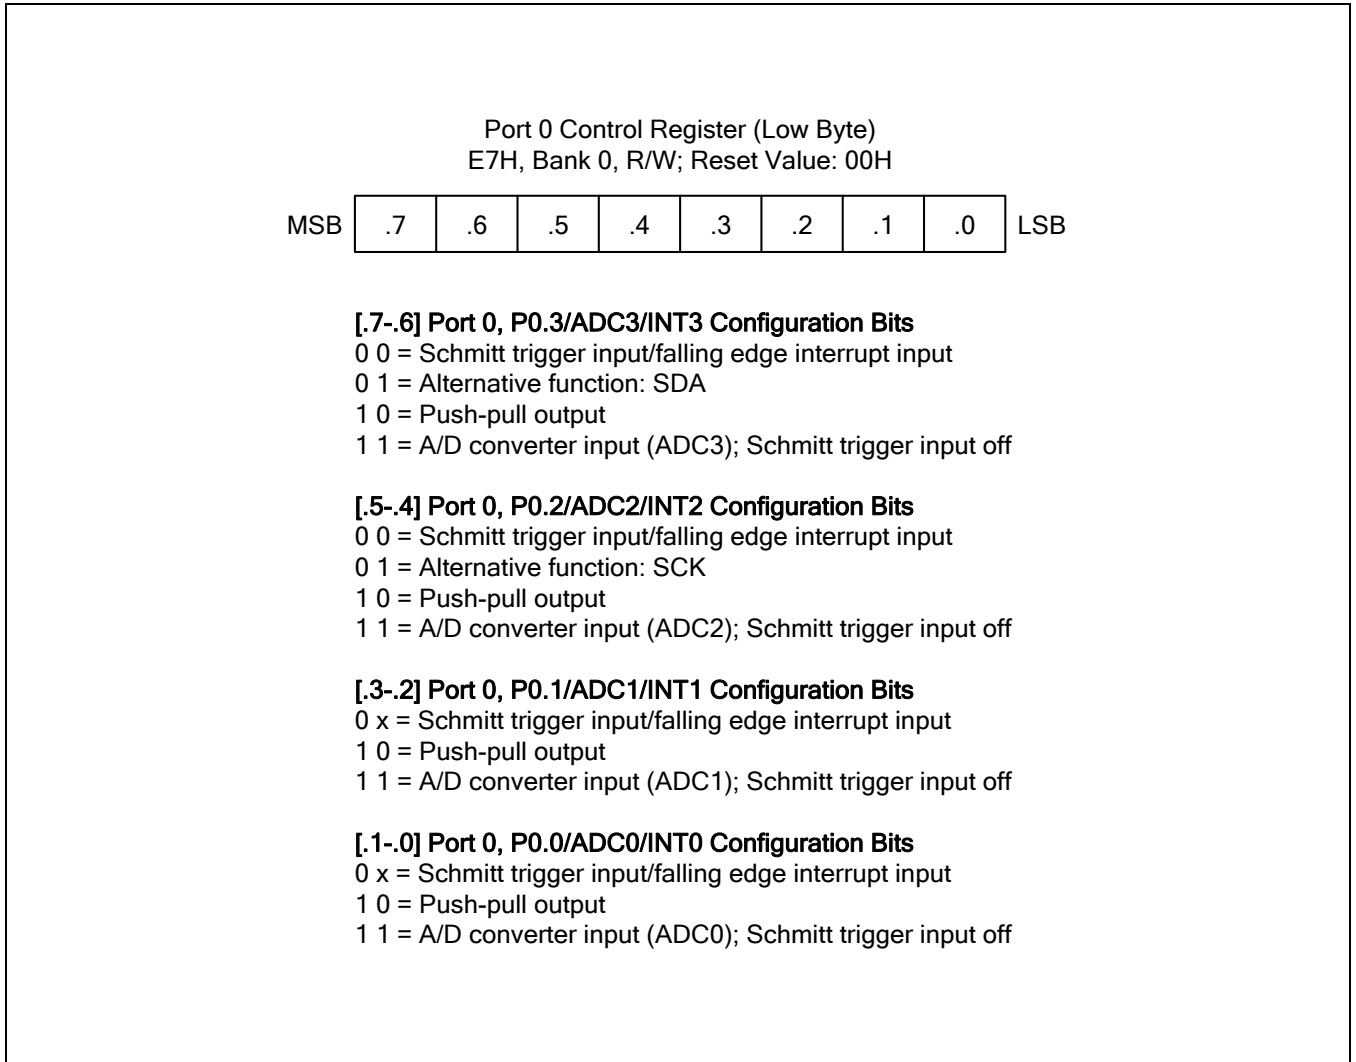 Port 0 Control Register (Low Byte)
E7H, Bank 0, R/W; Reset Value: 00H
MSB .7 .6 .5 .4 .3 .2 .1 .0 LSB
[.7-.6] Port 0, P0.3/ADC3/INT3 Configuration Bits
0 0 = Schmitt trigger input/falling edge interrupt input
0 1 = Alternative function: SDA
1 0 = Push-pull output
1 1 = A/D converter input (ADC3); Schmitt trigger input off
[.5-.4] Port 0, P0.2/ADC2/INT2 Configuration Bits
0 0 = Schmitt trigger input/falling edge interrupt input
0 1 = Alternative function: SCK
1 0 = Push-pull output
1 1 = A/D converter input (ADC2); Schmitt trigger input off
[.3-.2] Port 0, P0.1/ADC1/INT1 Configuration Bits
0 x = Schmitt trigger input/falling edge interrupt input
1 0 = Push-pull output
1 1 = A/D converter input (ADC1); Schmitt trigger input off
[.1-.0] Port 0, P0.0/ADC0/INT0 Configuration Bits
0 x = Schmitt trigger input/falling edge interrupt input
1 0 = Push-pull output
1 1 = A/D converter input (ADC0); Schmitt trigger input off